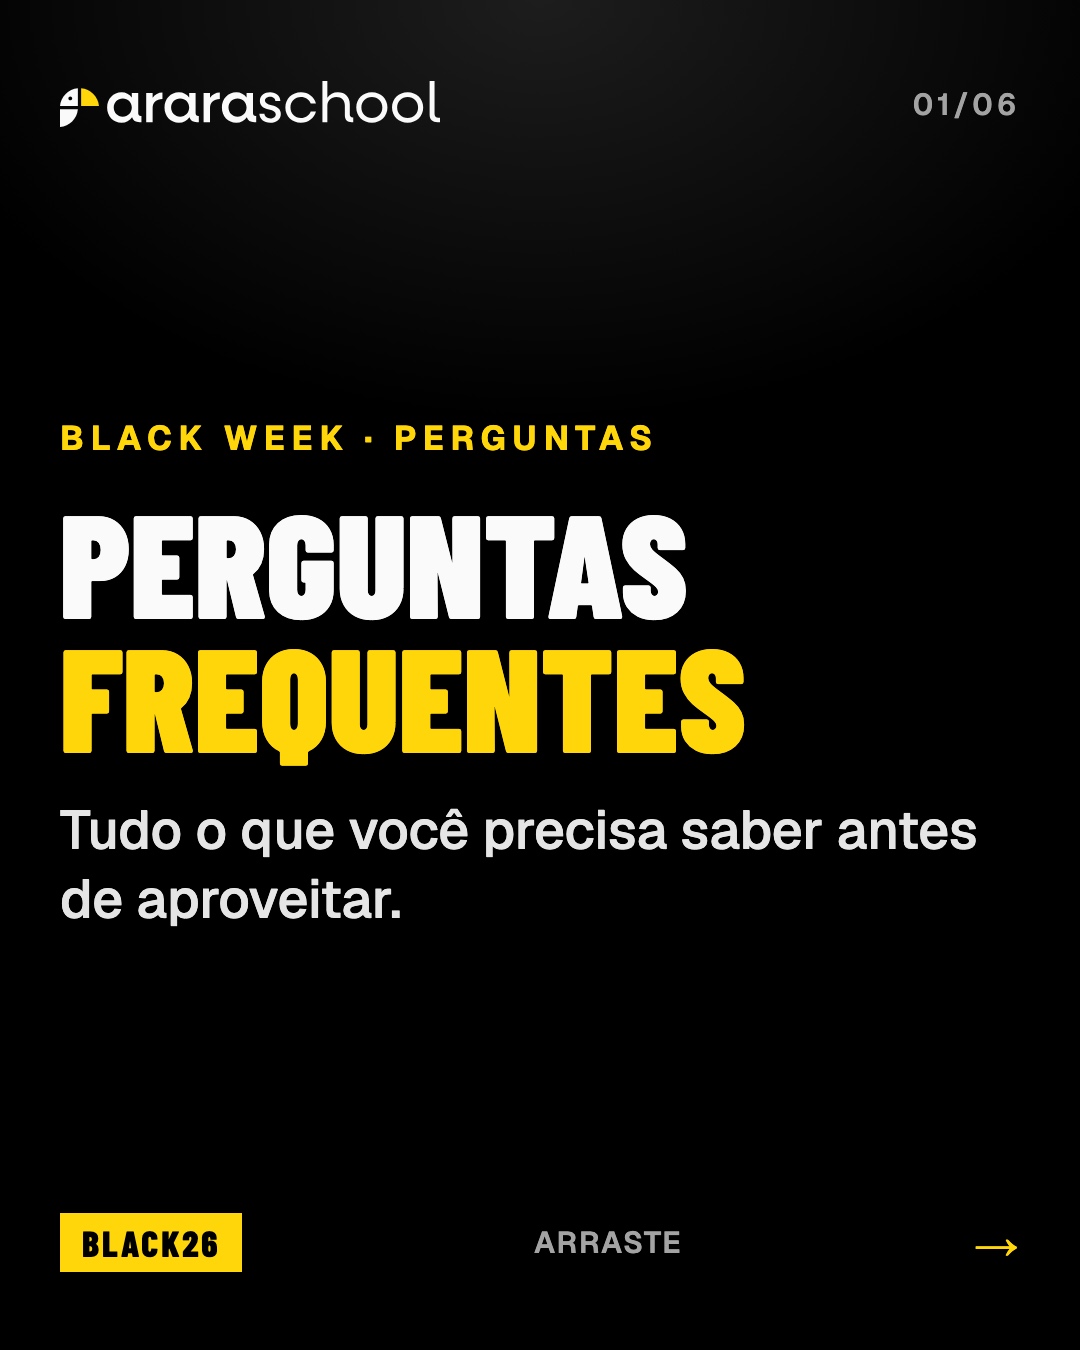 araraschool
01/06
BLACK WEEK · PERGUNTAS
PERGUNTAS
FREQUENTES
Tudo o que você precisa saber antes
de aproveitar.
BLACK26
ARRASTE
→